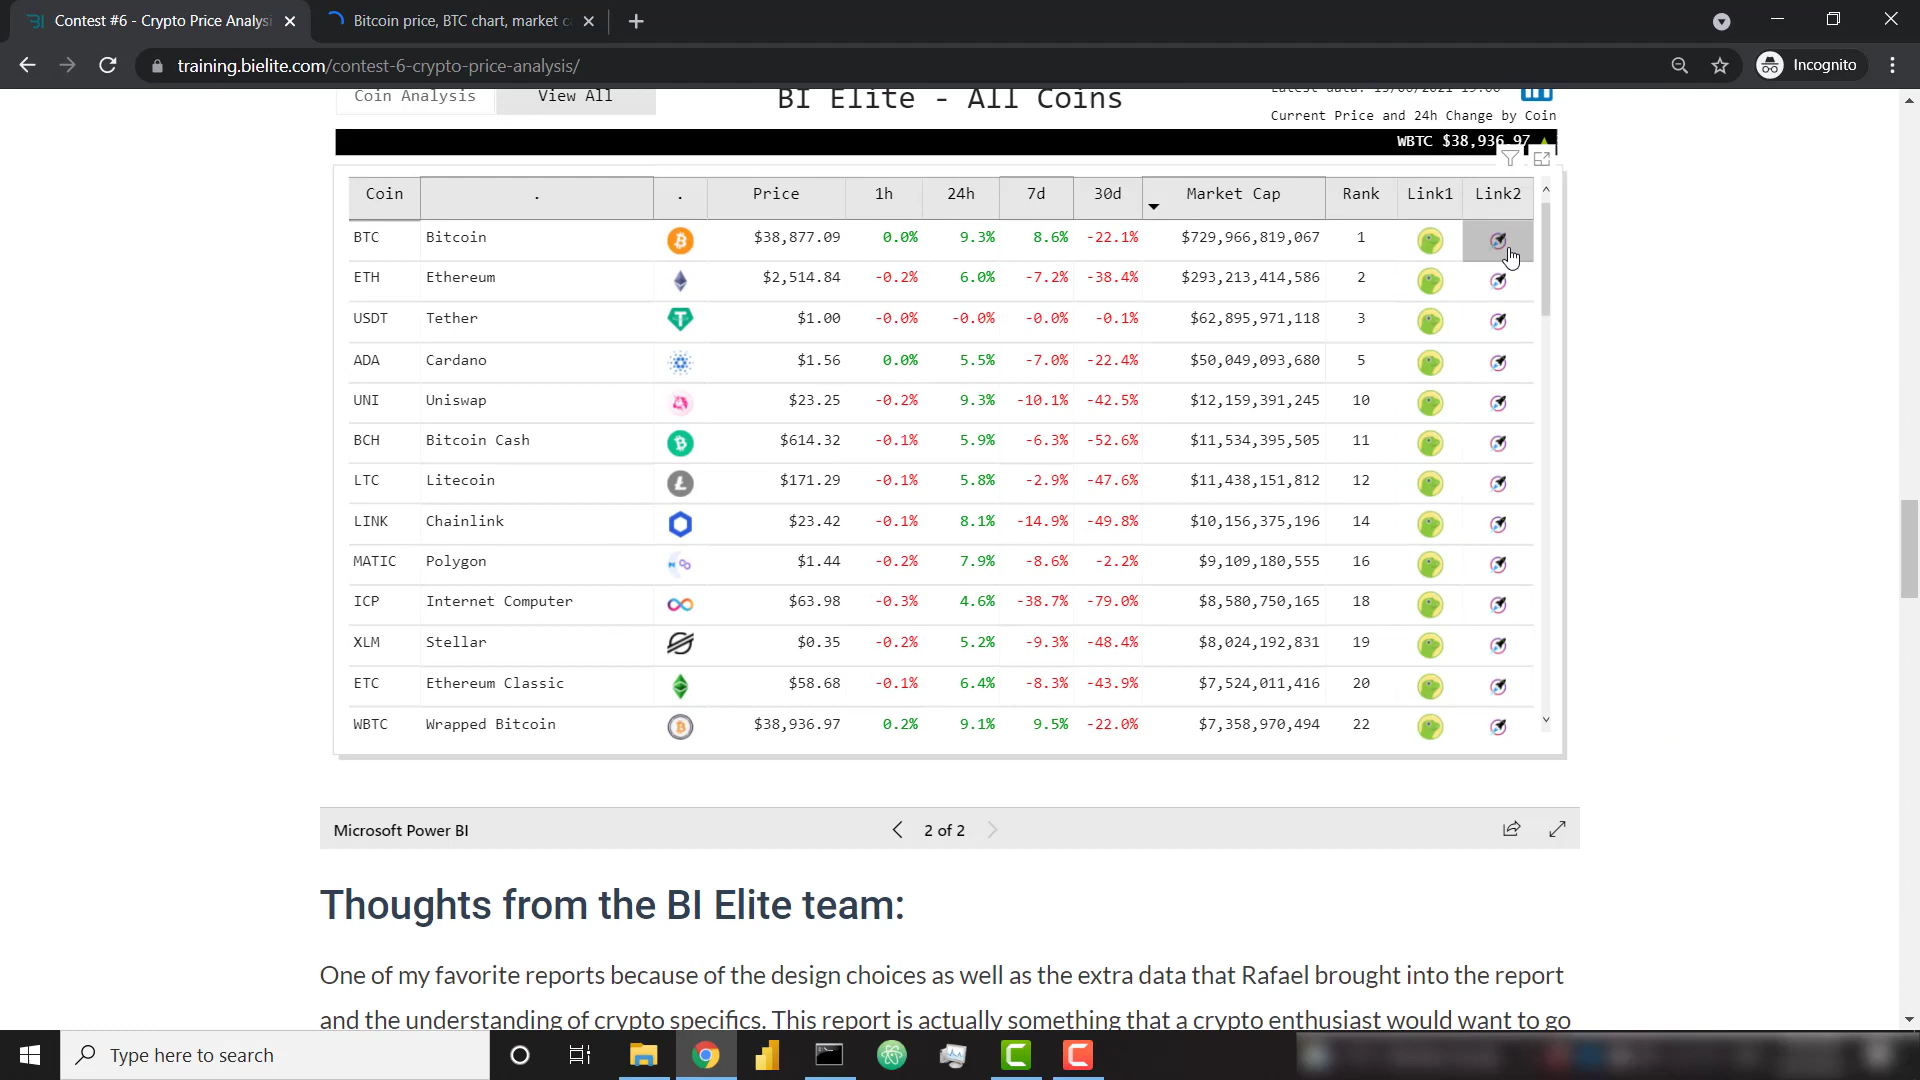 Contest #6 - Crypto Price Analysis
Bitcoin price, BTC chart, market c
training.bielite.com/contest-6-crypto-price-analysis/
Incognito
Coin Analysis
View All
BI Elite - All Coins
Current Price and 24h Change by Coin
WBTC $38,936.97
Coin . . Price 1h 24h 7d 30d Market Cap Rank Link1 Link2
BTC Bitcoin $38,877.09 0.0% 9.3% 8.6% -22.1% $729,966,819,067 1
ETH Ethereum $2,514.84 -0.2% 6.0% -7.2% -38.4% $293,213,414,586 2
USDT Tether $1.00 -0.0% -0.0% -0.0% -0.1% $62,895,971,118 3
ADA Cardano $1.56 0.0% 5.5% -7.0% -22.4% $50,049,093,680 5
UNI Uniswap $23.25 -0.2% 9.3% -10.1% -42.5% $12,159,391,245 10
BCH Bitcoin Cash $614.32 -0.1% 5.9% -6.3% -52.6% $11,534,395,505 11
LTC Litecoin $171.29 -0.1% 5.8% -2.9% -47.6% $11,438,151,812 12
LINK Chainlink $23.42 -0.1% 8.1% -14.9% -49.8% $10,156,375,196 14
MATIC Polygon $1.44 -0.2% 7.9% -8.6% -2.2% $9,109,180,555 16
ICP Internet Computer $63.98 -0.3% 4.6% -38.7% -79.0% $8,580,750,165 18
XLM Stellar $0.35 -0.2% 5.2% -9.3% -48.4% $8,024,192,831 19
ETC Ethereum Classic $58.68 -0.1% 6.4% -8.3% -43.9% $7,524,011,416 20
WBTC Wrapped Bitcoin $38,936.97 0.2% 9.1% 9.5% -22.0% $7,358,970,494 22
Microsoft Power BI
2 of 2
Thoughts from the BI Elite team:
One of my favorite reports because of the design choices as well as the extra data that Rafael brought into the report
and the understanding of crypto specifics. This report is actually something that a crypto enthusiast would want to go
Type here to search